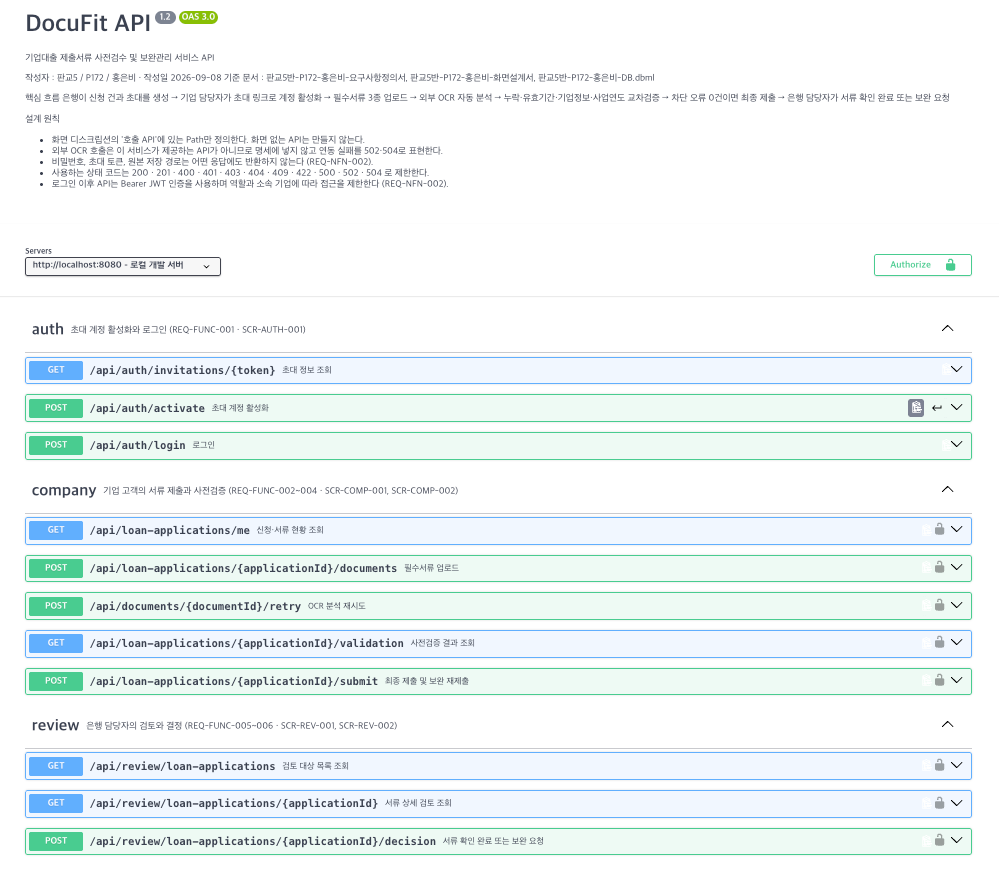 DocuFit API 1.2 OAS 3.0
기업대출 제출서류 사전검수 및 보완관리 서비스 API
작성자 : 판교5 / P172 / 홍은비 · 작성일 2026-09-08 기준 문서 : 판교5반-P172-홍은비-요구사항정의서, 판교5반-P172-홍은비-화면설계서, 판교5반-P172-홍은비-DB.dbml
핵심 흐름 은행이 신청 건과 초대를 생성 → 기업 담당자가 초대 링크로 계정 활성화 → 필수서류 3종 업로드 → 외부 OCR 자동 분석 → 누락·유효기간·기업정보·사업연도 교차검증 → 차단 오류 0건이면 최종 제출 → 은행 담당자가 서류 확인 완료 또는 보완 요청
설계 원칙
• 화면 디스크립션의 '호출 API'에 있는 Path만 정의한다. 화면 없는 API는 만들지 않는다.
• 외부 OCR 호출은 이 서비스가 제공하는 API가 아니므로 명세에 넣지 않고 연동 실패를 502·504로 표현한다.
• 비밀번호, 초대 토큰, 원본 저장 경로는 어떤 응답에도 반환하지 않는다 (REQ-NFN-002).
• 사용하는 상태 코드는 200 · 201 · 400 · 401 · 403 · 404 · 409 · 422 · 500 · 502 · 504 로 제한한다.
• 로그인 이후 API는 Bearer JWT 인증을 사용하며 역할과 소속 기업에 따라 접근을 제한한다 (REQ-NFN-002).
Servers
http://localhost:8080 - 로컬 개발 서버
Authorize
auth 초대 계정 활성화와 로그인 (REQ-FUNC-001 · SCR-AUTH-001)
GET /api/auth/invitations/{token} 초대 정보 조회
POST /api/auth/activate 초대 계정 활성화
POST /api/auth/login 로그인
company 기업 고객의 서류 제출과 사전검증 (REQ-FUNC-002~004 · SCR-COMP-001, SCR-COMP-002)
GET /api/loan-applications/me 신청·서류 현황 조회
POST /api/loan-applications/{applicationId}/documents 필수서류 업로드
POST /api/documents/{documentId}/retry OCR 분석 재시도
GET /api/loan-applications/{applicationId}/validation 사전검증 결과 조회
POST /api/loan-applications/{applicationId}/submit 최종 제출 및 보완 재제출
review 은행 담당자의 검토와 결정 (REQ-FUNC-005~006 · SCR-REV-001, SCR-REV-002)
GET /api/review/loan-applications 검토 대상 목록 조회
GET /api/review/loan-applications/{applicationId} 서류 상세 검토 조회
POST /api/review/loan-applications/{applicationId}/decision 서류 확인 완료 또는 보완 요청